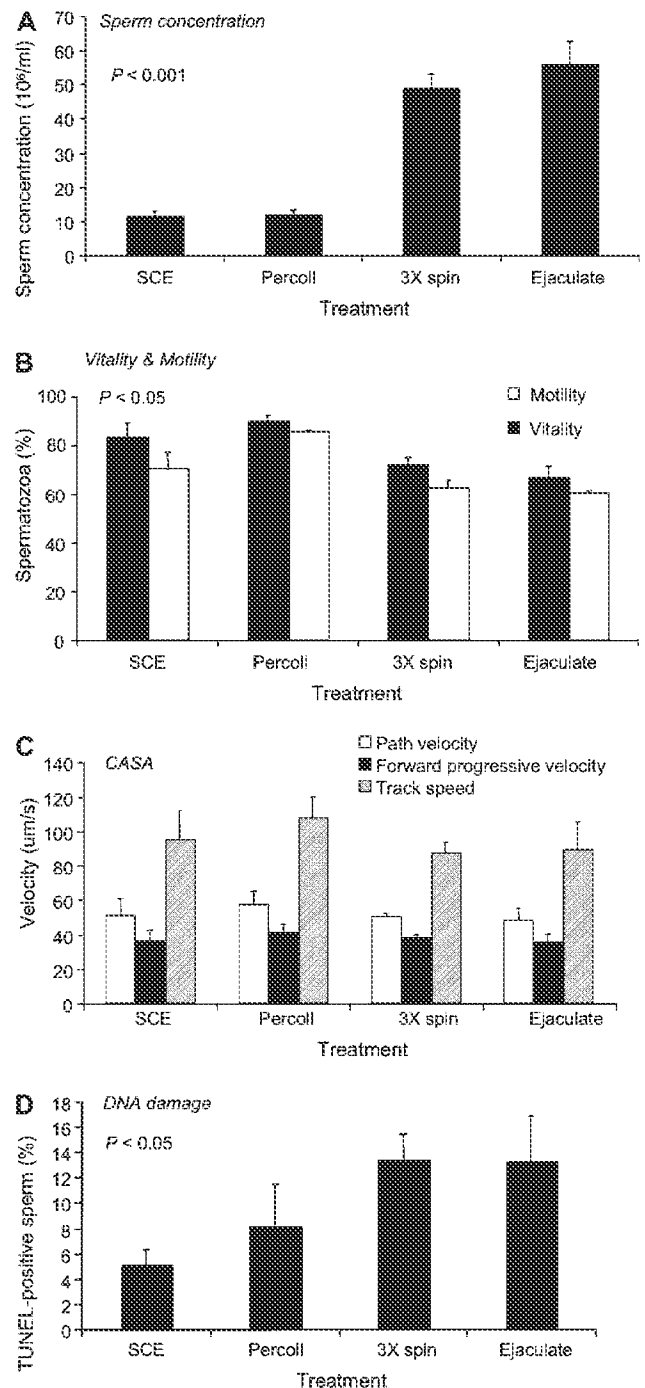 A Sperm concentration
P < 0.001
Sperm concentration (10⁶/ml)
70
60
50
40
30
20
10
0
SCE Percoll 3X spin Ejaculate
Treatment
B Vitality & Motility
P < 0.05
Motility
Vitality
Spermatozoa (%)
100
80
60
40
20
0
SCE Percoll 3X spin Ejaculate
Treatment
C CASA
Path velocity
Forward progressive velocity
Track speed
Velocity (um/s)
140
120
100
80
60
40
20
0
SCE Percoll 3X spin Ejaculate
Treatment
D DNA damage
P < 0.05
TUNEL-positive sperm (%)
18
16
14
12
10
8
6
4
2
0
SCE Percoll 3X spin Ejaculate
Treatment